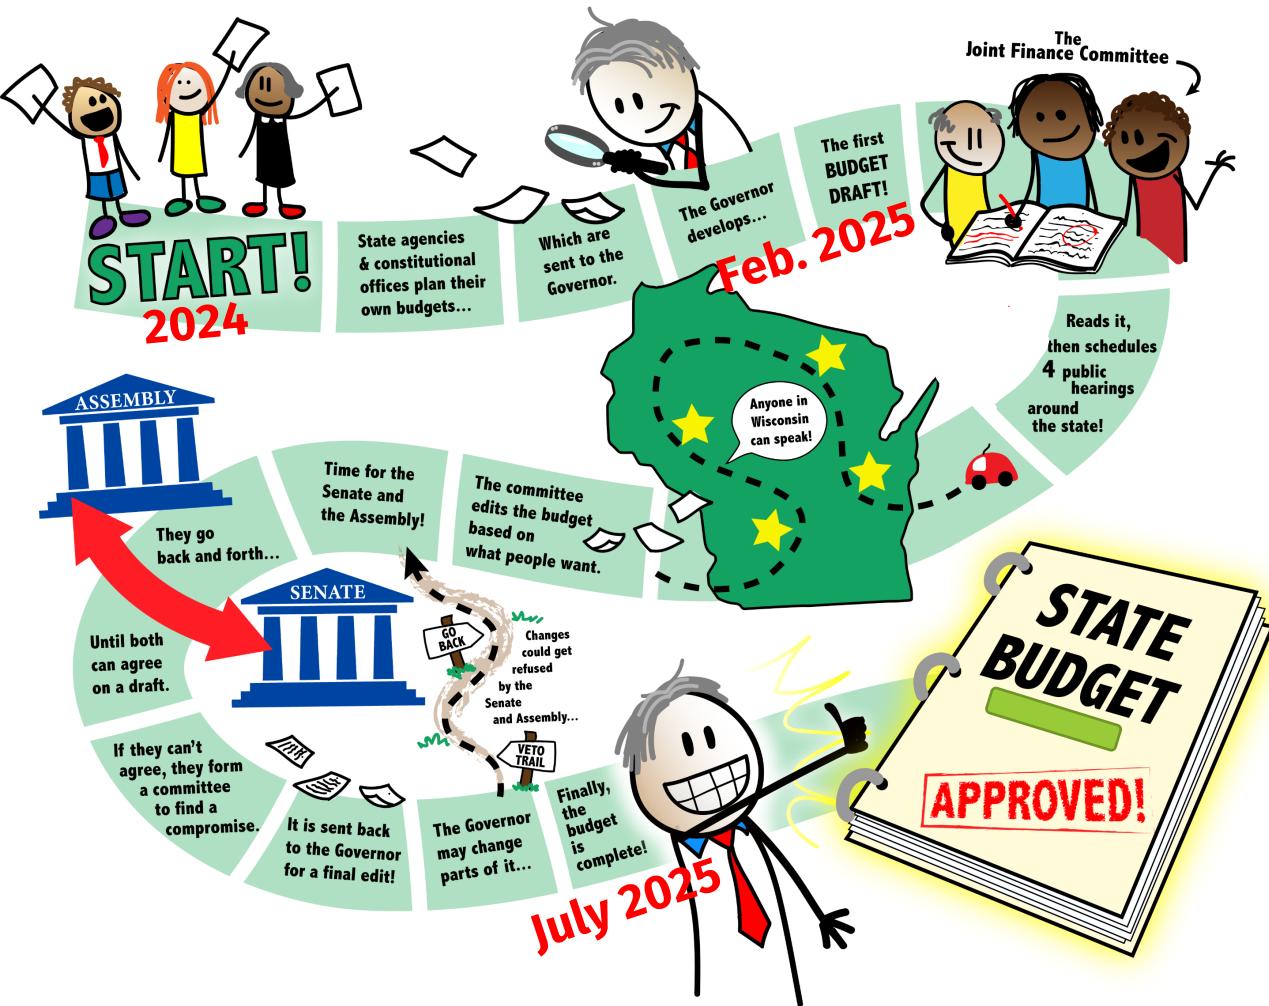 START!
2024
State agencies
& constitutional
offices plan their
own budgets...
Which are
sent to the
Governor.
The Governor
develops...
The first
BUDGET
DRAFT!
Feb. 2025
The
Joint Finance Committee
Reads it,
then schedules
4 public
hearings
around
the state!
Anyone in
Wisconsin
can speak!
The committee
edits the budget
based on
what people want.
Time for the
Senate and
the Assembly!
ASSEMBLY
They go
back and forth...
SENATE
Until both
can agree
on a draft.
If they can't
agree, they form
a committee
to find a
compromise.
It is sent back
to the Governor
for a final edit!
The Governor
may change
parts of it...
VETO
TRAIL
GO
BACK
Changes
could get
refused
by the
Senate
and Assembly...
Finally,
the
budget
is
complete!
July 2025
STATE
BUDGET
APPROVED!